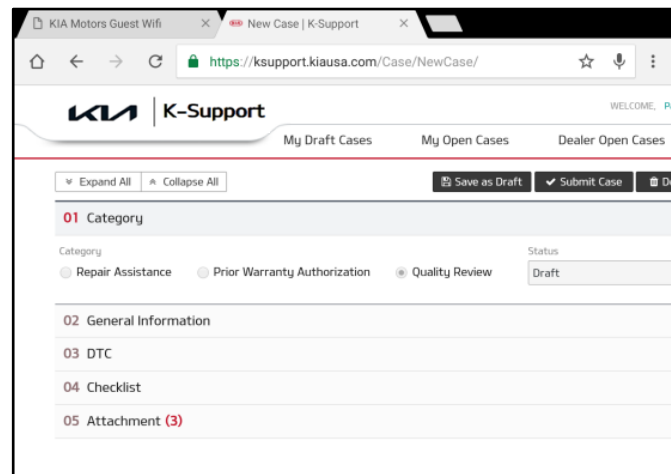 KIA Motors Guest Wifi
New Case | K-Support
https://ksupport.kiausa.com/Case/NewCase/
KIA
K-Support
WELCOME,
My Draft Cases My Open Cases Dealer Open Cases
Expand All Collapse All Save as Draft Submit Case
01 Category
Category Status
Repair Assistance Prior Warranty Authorization Quality Review Draft
02 General Information
03 DTC
04 Checklist
05 Attachment (3)